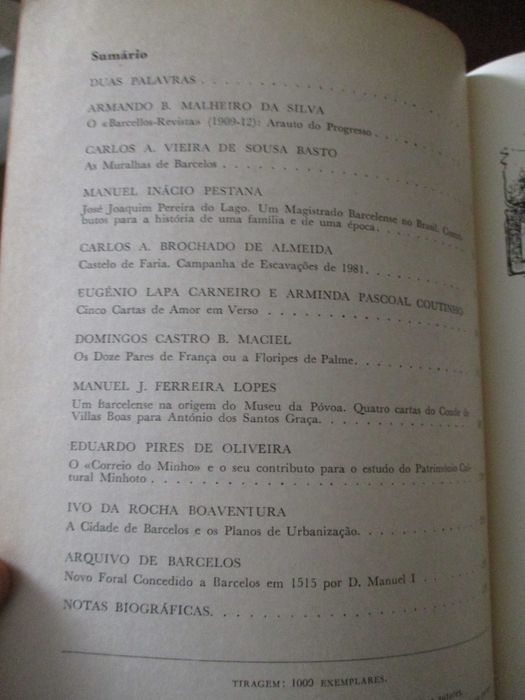 Sumário
DUAS PALAVRAS
ARMANDO B. MALHEIRO DA SILVA
O «Barcellos-Revista» (1909-12): Arauto do Progresso
CARLOS A. VIEIRA DE SOUSA BASTO
As Muralhas de Barcelos
MANUEL INÁCIO PESTANA
José Joaquim Pereira do Lago. Um Magistrado Barcelense no Brasil.
butos para a história de uma família e de uma época.
CARLOS A. BROCHADO DE ALMEIDA
Castelo de Faria. Campanha de Escavações de 1981.
EUGÉNIO LAPA CARNEIRO E ARMINDA PASCOAL COUTINHO
Cinco Cartas de Amor em Verso
DOMINGOS CASTRO B. MACIEL
Os Doze Pares de França ou a Floripes de Palme.
MANUEL J. FERREIRA LOPES
Um Barcelense na origem do Museu da Póvoa. Quatro cartas do Conde de
Villas Boas para António dos Santos Graça.
EDUARDO PIRES DE OLIVEIRA
O «Correio do Minho» e o seu contributo para o estudo do Património Cul-
tural Minhoto
IVO DA ROCHA BOAVENTURA
A Cidade de Barcelos e os Planos de Urbanização.
ARQUIVO DE BARCELOS
Novo Foral Concedido a Barcelos em 1515 por D. Manuel I
NOTAS BIOGRÁFICAS.
TIRAGEM: 1000 EXEMPLARES.
autores